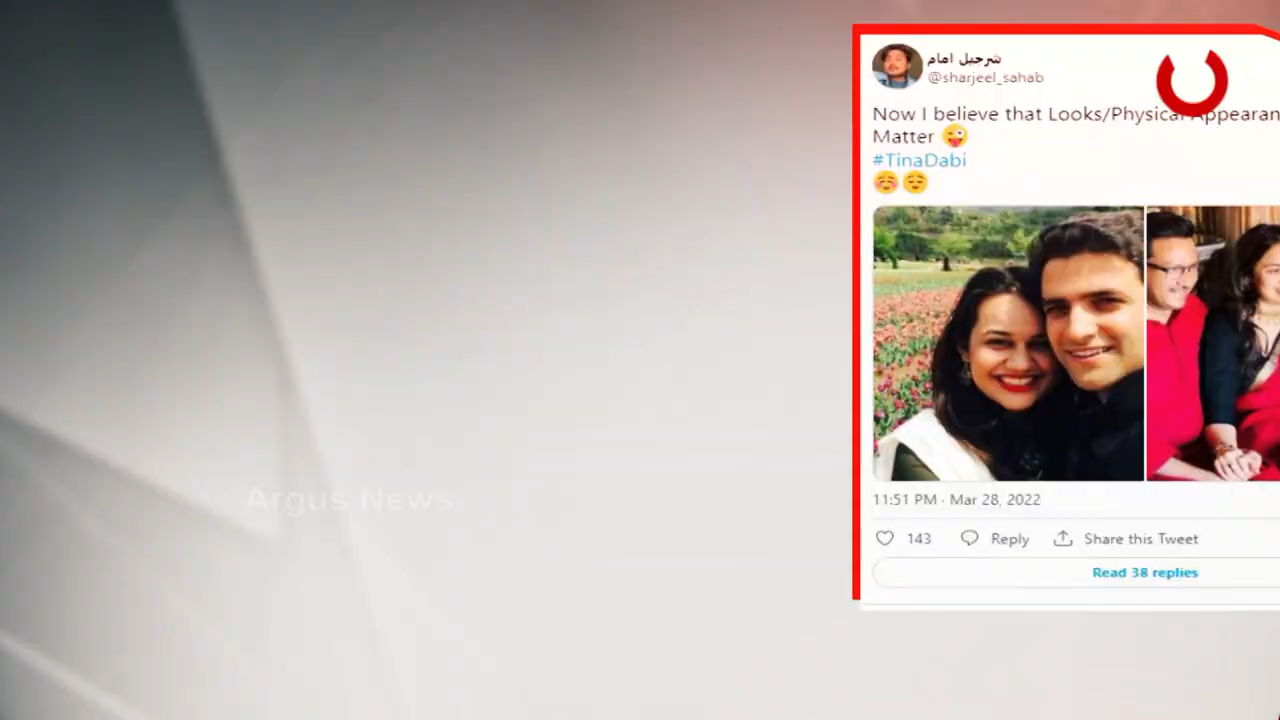 شرحيل امام
@sharjeel_sahab
Now I believe that Looks/Physical Appearan
Matter 😜
#TinaDabi
☺️😌
11:51 PM · Mar 28, 2022
143 Reply Share this Tweet
Read 38 replies
Argus News